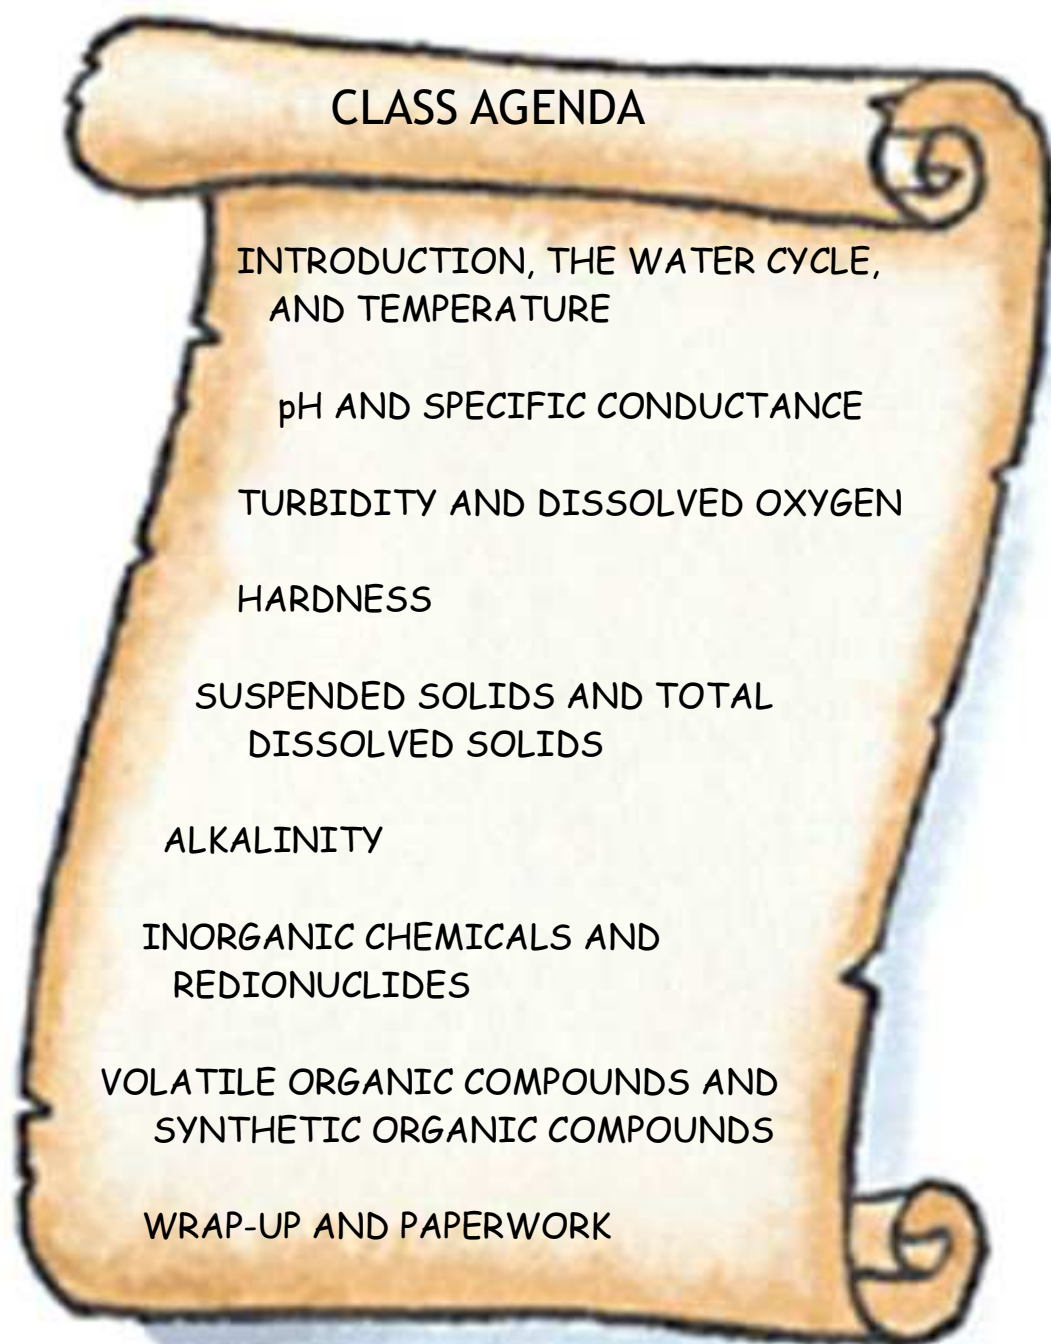 CLASS AGENDA
INTRODUCTION, THE WATER CYCLE,
AND TEMPERATURE
pH AND SPECIFIC CONDUCTANCE
TURBIDITY AND DISSOLVED OXYGEN
HARDNESS
SUSPENDED SOLIDS AND TOTAL
DISSOLVED SOLIDS
ALKALINITY
INORGANIC CHEMICALS AND
REDIONUCLIDES
VOLATILE ORGANIC COMPOUNDS AND
SYNTHETIC ORGANIC COMPOUNDS
WRAP-UP AND PAPERWORK